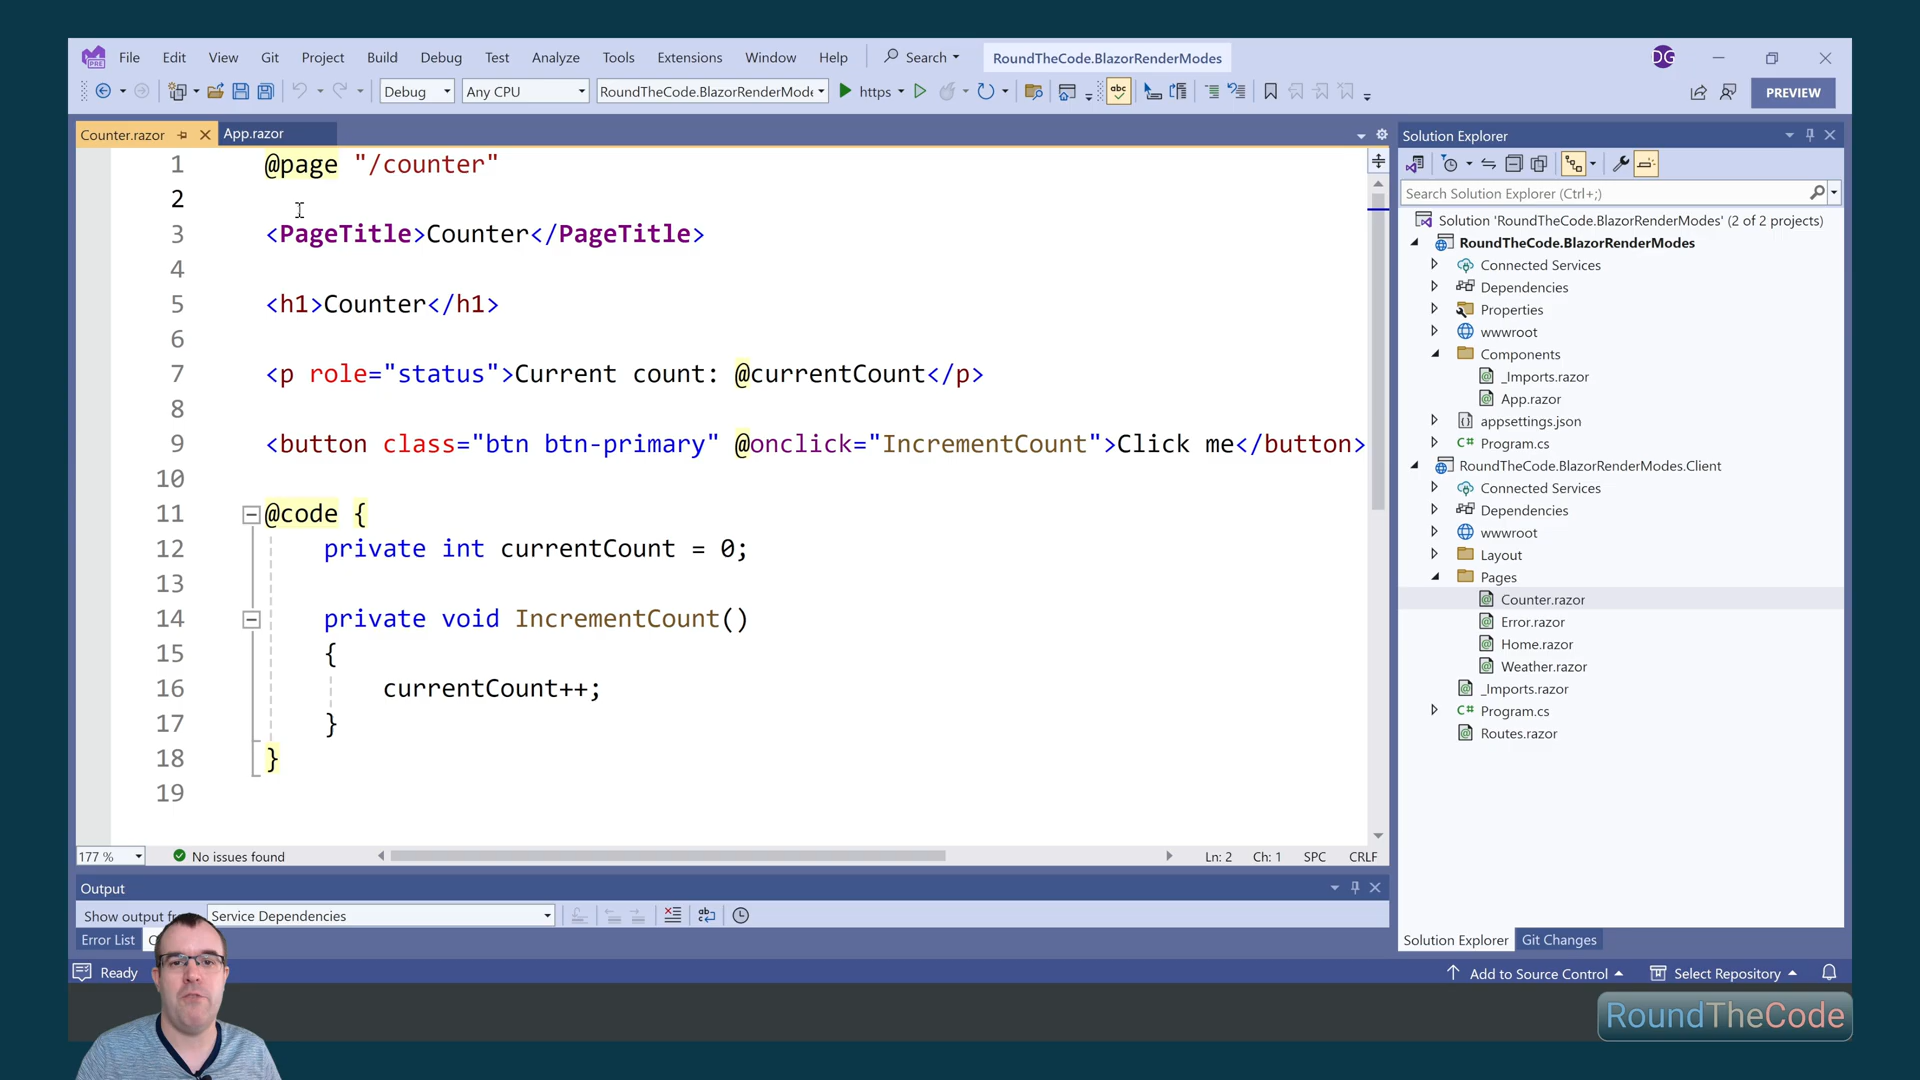 File Edit View Git Project Build Debug Test Analyze Tools Extensions Window Help Search RoundTheCode.BlazorRenderModes DG
Debug Any CPU RoundTheCode.BlazorRenderMode https PREVIEW
Counter.razor App.razor
1 @page "/counter"
2
3 <PageTitle>Counter</PageTitle>
4
5 <h1>Counter</h1>
6
7 <p role="status">Current count: @currentCount</p>
8
9 <button class="btn btn-primary" @onclick="IncrementCount">Click me</button>
10
11 @code {
12 private int currentCount = 0;
13
14 private void IncrementCount()
15 {
16 currentCount++;
17 }
18 }
19
177 % No issues found Ln: 2 Ch: 1 SPC CRLF
Output
Show output Service Dependencies
Error List
Ready
Solution Explorer
Search Solution Explorer (Ctrl+;)
Solution 'RoundTheCode.BlazorRenderModes' (2 of 2 projects)
RoundTheCode.BlazorRenderModes
Connected Services
Dependencies
Properties
wwwroot
Components
_Imports.razor
App.razor
appsettings.json
C# Program.cs
RoundTheCode.BlazorRenderModes.Client
Connected Services
Dependencies
wwwroot
Layout
Pages
Counter.razor
Error.razor
Home.razor
Weather.razor
_Imports.razor
C# Program.cs
Routes.razor
Solution Explorer Git Changes
Add to Source Control Select Repository
RoundTheCode